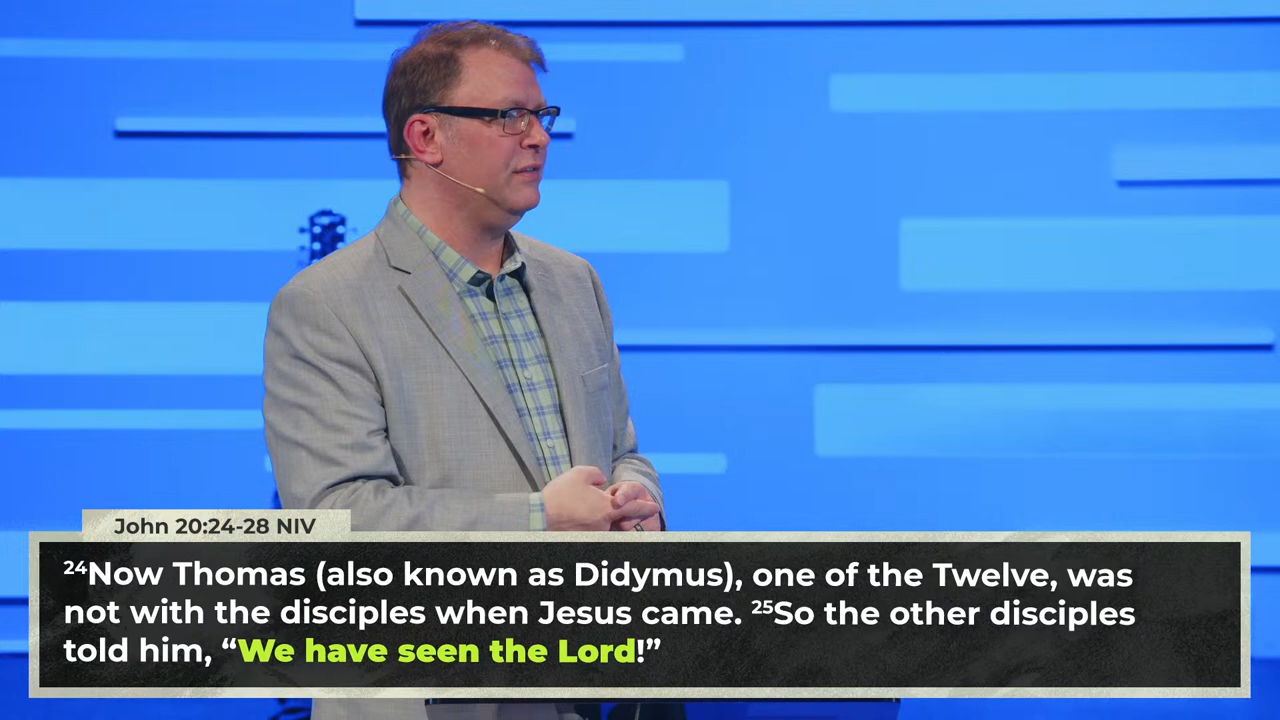 John 20:24-28 NIV
²⁴Now Thomas (also known as Didymus), one of the Twelve, was
not with the disciples when Jesus came. ²⁵So the other disciples
told him, “We have seen the Lord!”